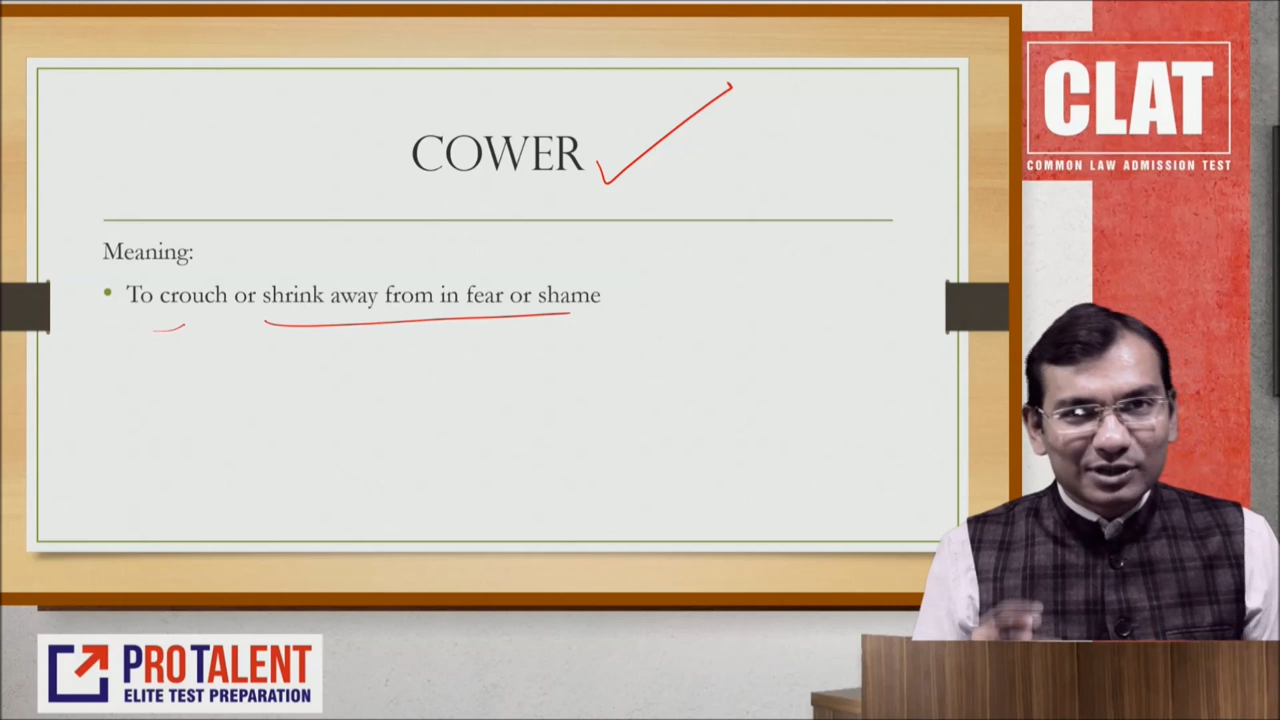 COWER
Meaning:
• To crouch or shrink away from in fear or shame
CLAT
COMMON LAW ADMISSION TEST
PROTALENT
ELITE TEST PREPARATION